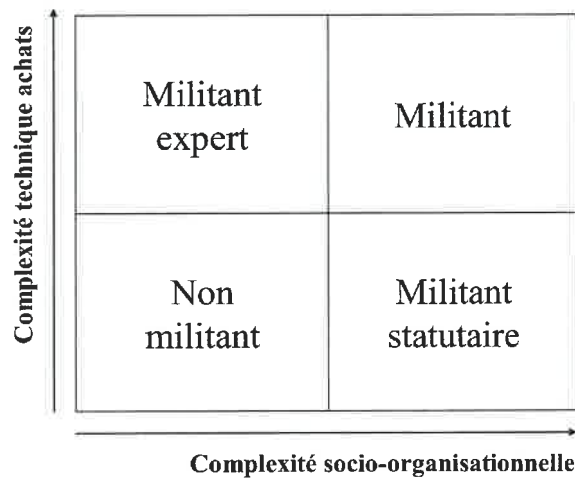 Complexité technique achats
Militant
expert
Militant
Non
militant
Militant
statutaire
Complexité socio-organisationnelle